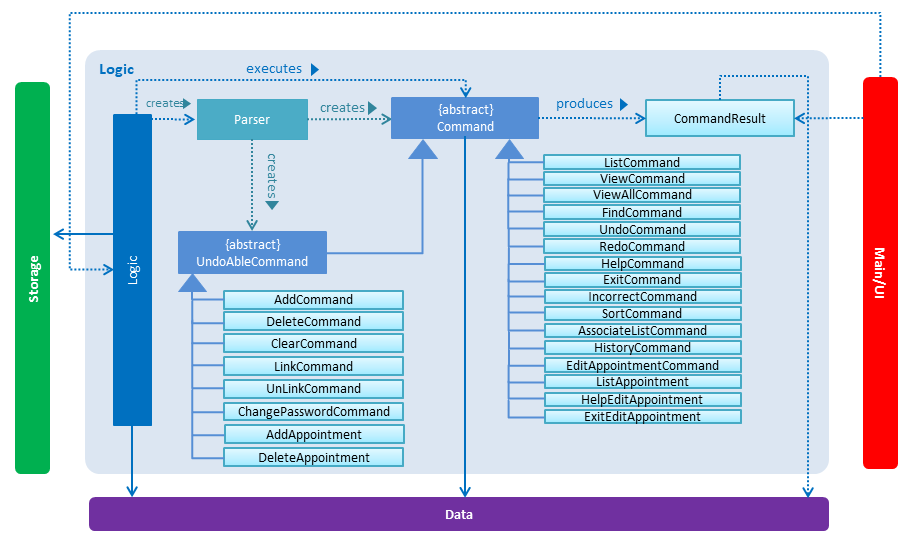 Logic
executes
creates
Parser
creates
{abstract}
Command
produces
CommandResult
creates
{abstract}
UndoAbleCommand
AddCommand
DeleteCommand
ClearCommand
LinkCommand
UnLinkCommand
ChangePasswordCommand
AddAppointment
DeleteAppointment
ListCommand
ViewCommand
ViewAllCommand
FindCommand
UndoCommand
RedoCommand
HelpCommand
ExitCommand
IncorrectCommand
SortCommand
AssociateListCommand
HistoryCommand
EditAppointmentCommand
ListAppointment
HelpEditAppointment
ExitEditAppointment
Storage
Logic
Main/UI
Data